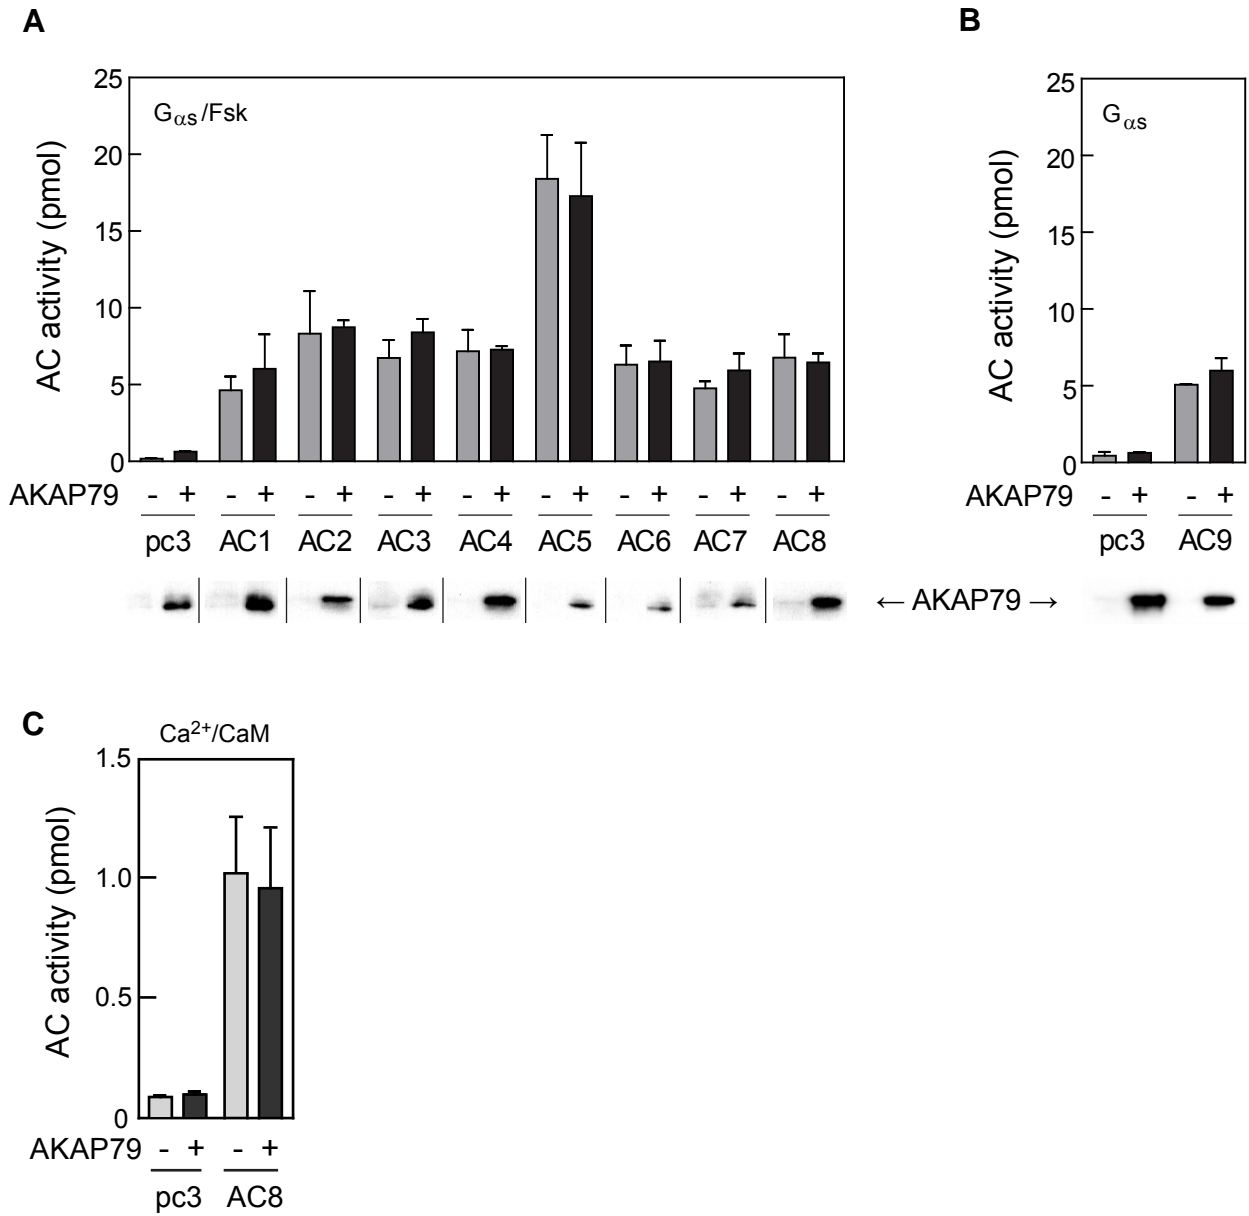 A
B
25
20
15
10
5
0
AC activity (pmol)
Gαs/Fsk
AKAP79 - + - + - + - + - + - + - + - + - +
pc3 AC1 AC2 AC3 AC4 AC5 AC6 AC7 AC8
25
20
15
10
5
0
AC activity (pmol)
Gαs
AKAP79 - + - +
pc3 AC9
← AKAP79 →
C
Ca2+/CaM
1.5
1.0
0.5
0
AC activity (pmol)
AKAP79 - + - +
pc3 AC8